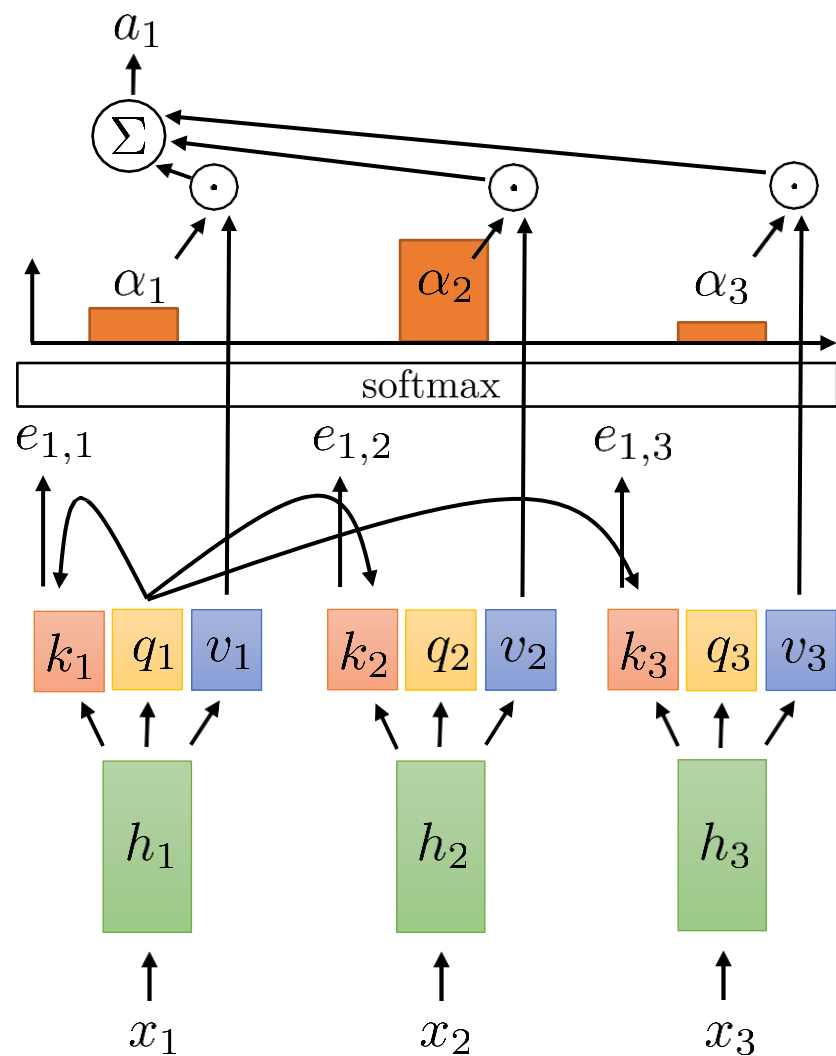 a₁
Σ
· · ·
α₁ α₂ α₃
softmax
e₁,₁ e₁,₂ e₁,₃
k₁ q₁ v₁ k₂ q₂ v₂ k₃ q₃ v₃
h₁ h₂ h₃
x₁ x₂ x₃